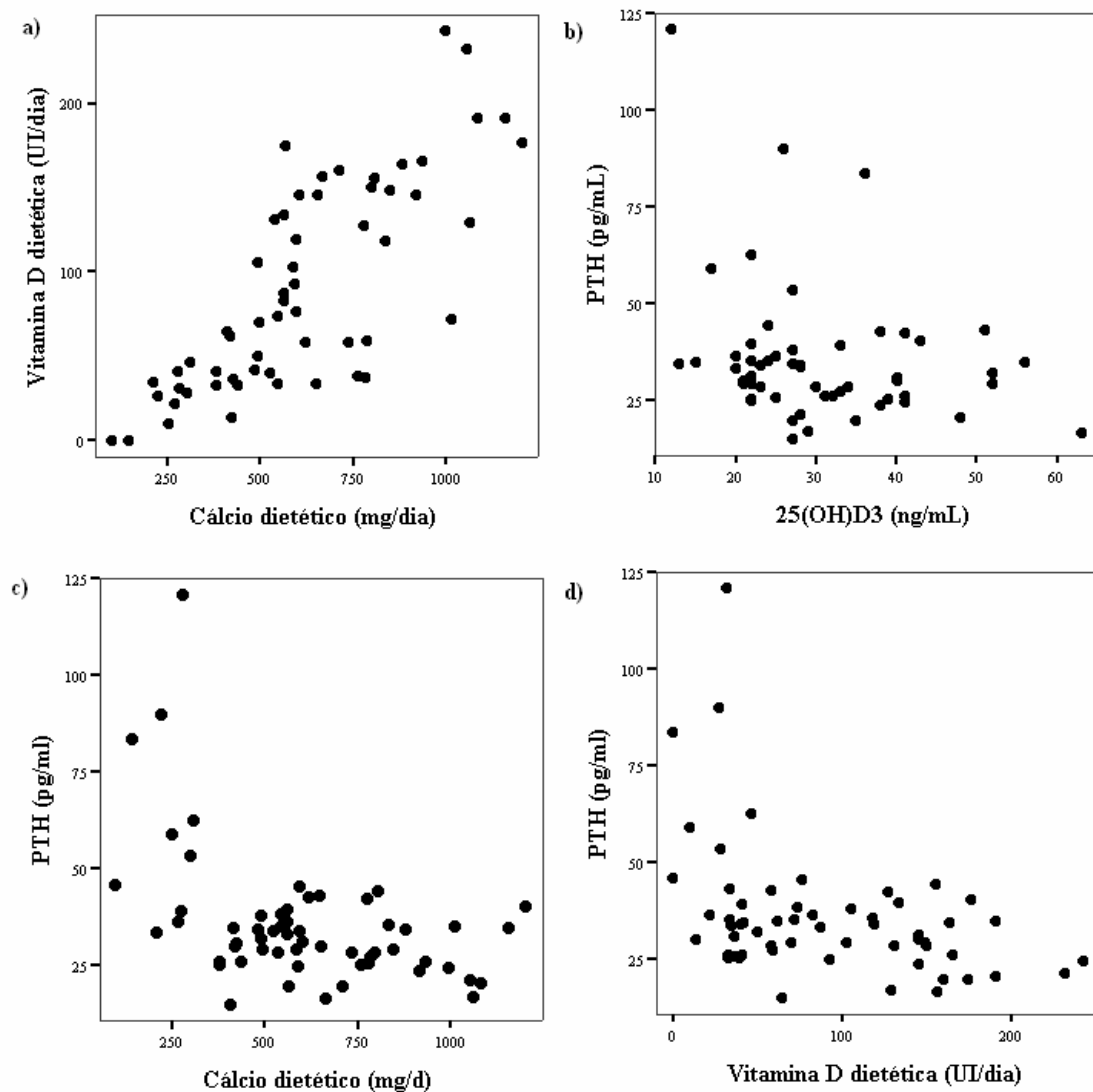 a)
Vitamina D dietética (UI/dia)
200
100
0
250
500
750
1000
Cálcio dietético (mg/dia)
b)
PTH (pg/mL)
125
100
75
50
25
10
20
30
40
50
60
25(OH)D3 (ng/mL)
c)
PTH (pg/ml)
125
100
75
50
25
250
500
750
1000
Cálcio dietético (mg/d)
d)
PTH (pg/ml)
125
100
75
50
25
0
100
200
Vitamina D dietética (UI/dia)